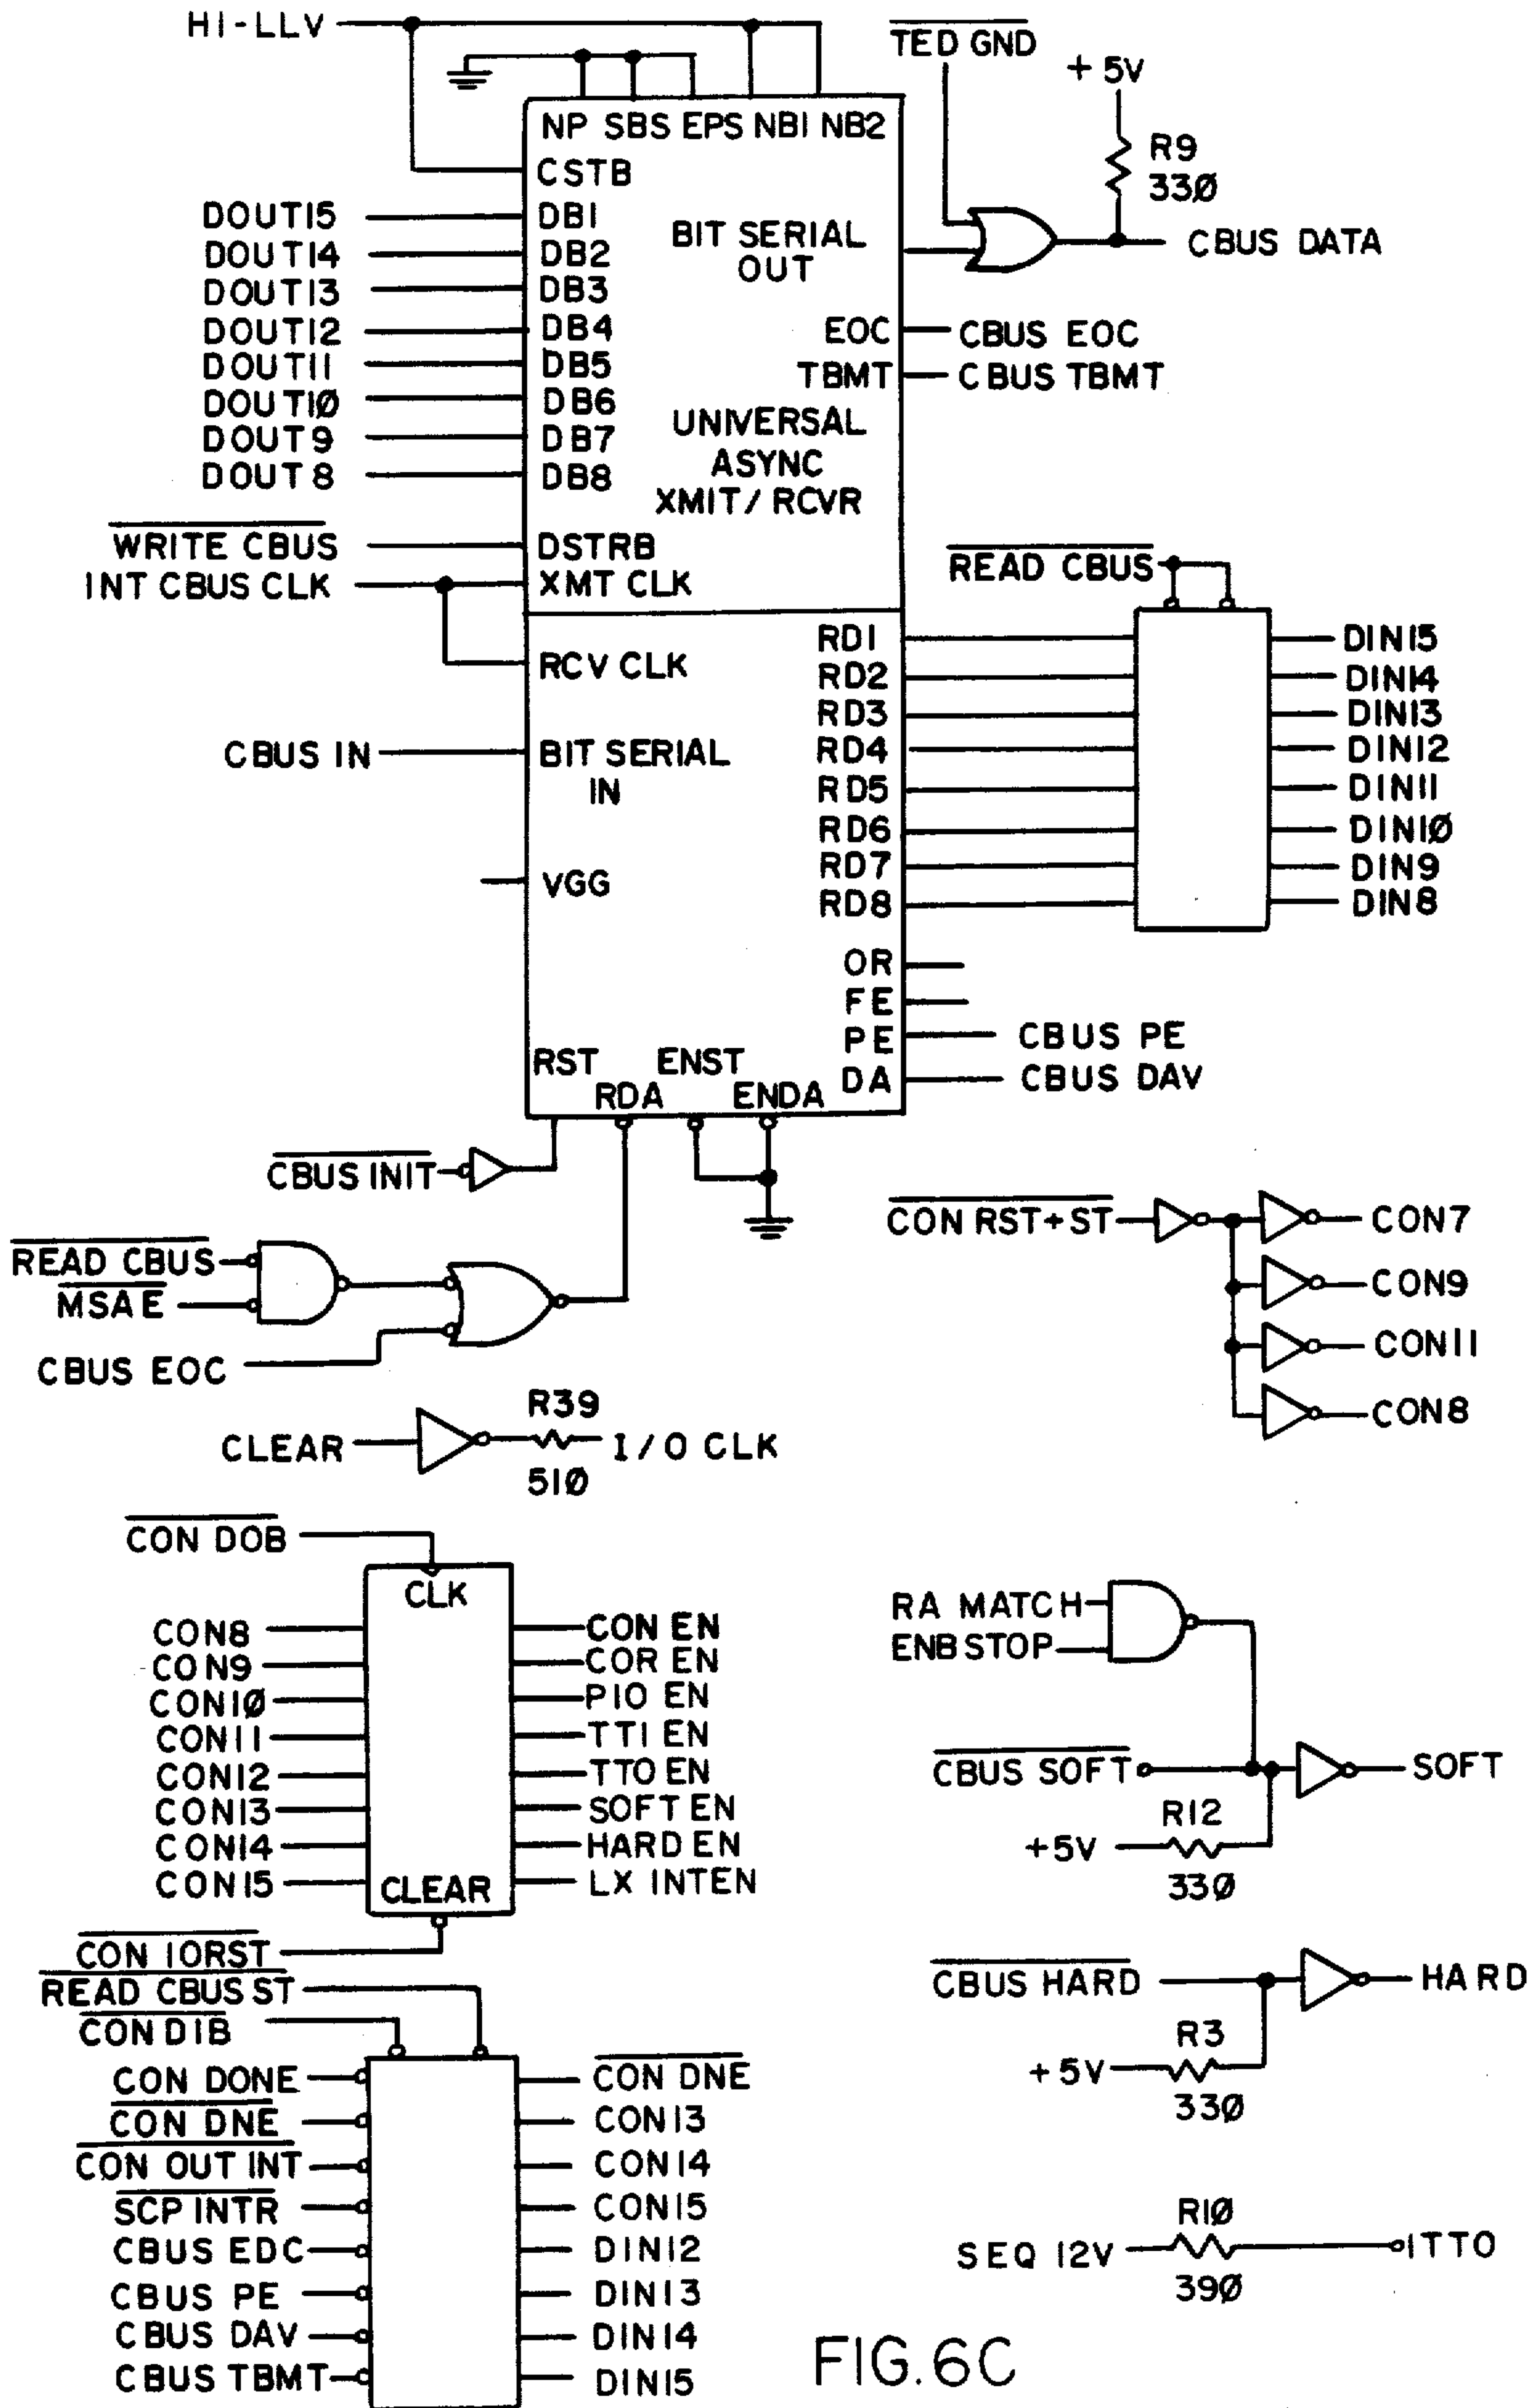 HI-LLV
TED GND
+5V
NP SBS EPS NB1 NB2
R9
330
CSTB
DOUT15
DB1
BIT SERIAL
OUT
CBUS DATA
DOUT14
DB2
DOUT13
DB3
DOUT12
DB4
EOC
CBUS EOC
DOUT11
DB5
TBMT
CBUS TBMT
DOUT10
DB6
UNIVERSAL
ASYNC
XMIT/RCVR
DOUT9
DB7
DOUT8
DB8
WRITE CBUS
DSTRB
READ CBUS
INT CBUS CLK
XMT CLK
RD1
DIN15
RCV CLK
RD2
DIN14
RD3
DIN13
CBUS IN
BIT SERIAL
IN
RD4
DIN12
RD5
DIN11
RD6
DIN10
VGG
RD7
DIN9
RD8
DIN8
OR
FE
PE
CBUS PE
DA
CBUS DAV
RST
RDA
ENST
ENDA
CBUS INIT
CON RST+ST
CON7
READ CBUS
CON9
MSAE
CON11
CBUS EOC
CON8
R39
CLEAR
I/O CLK
510
CON DOB
CLK
RA MATCH
ENB STOP
CON8
CON EN
CON9
COR EN
CON10
PIO EN
CON11
TTI EN
CON12
TTO EN
CBUS SOFT
SOFT
CON13
SOFT EN
R12
CON14
HARD EN
+5V
CON15
CLEAR
LX INTEN
330
CON IORST
READ CBUS ST
CBUS HARD
HARD
CON DIB
R3
CON DONE
CON DNE
+5V
CON DNE
CON13
330
CON OUT INT
CON14
SCP INTR
CON15
R10
CBUS EDC
DIN12
SEQ 12V
ITTO
CBUS PE
DIN13
390
CBUS DAV
DIN14
CBUS TBMT
DIN15
FIG.6C